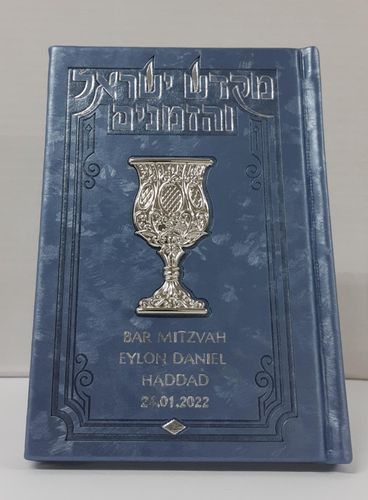 מקדש ישראל
והזמנים
BAR MITZVAH
EYLON DANIEL
HADDAD
24.01.2022